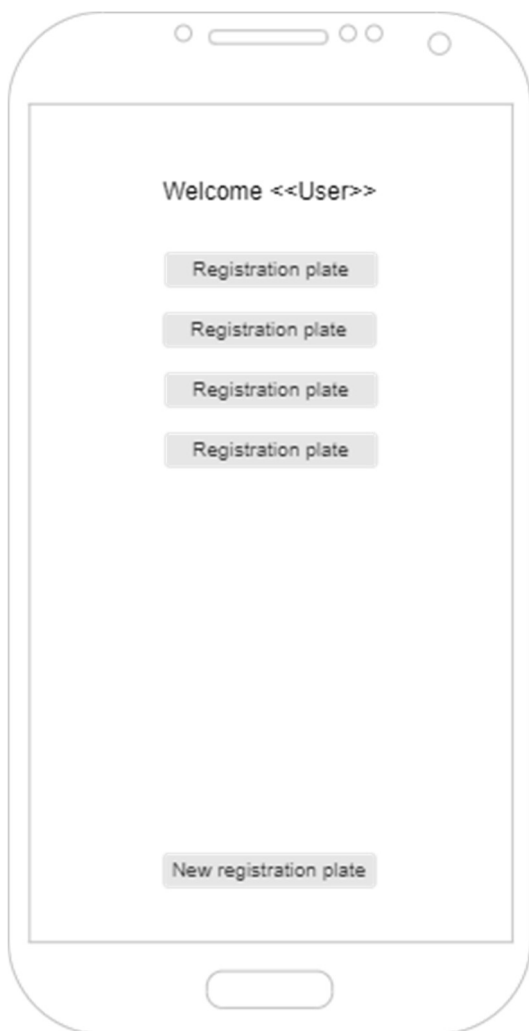 Welcome <<User>>
Registration plate
Registration plate
Registration plate
Registration plate
New registration plate